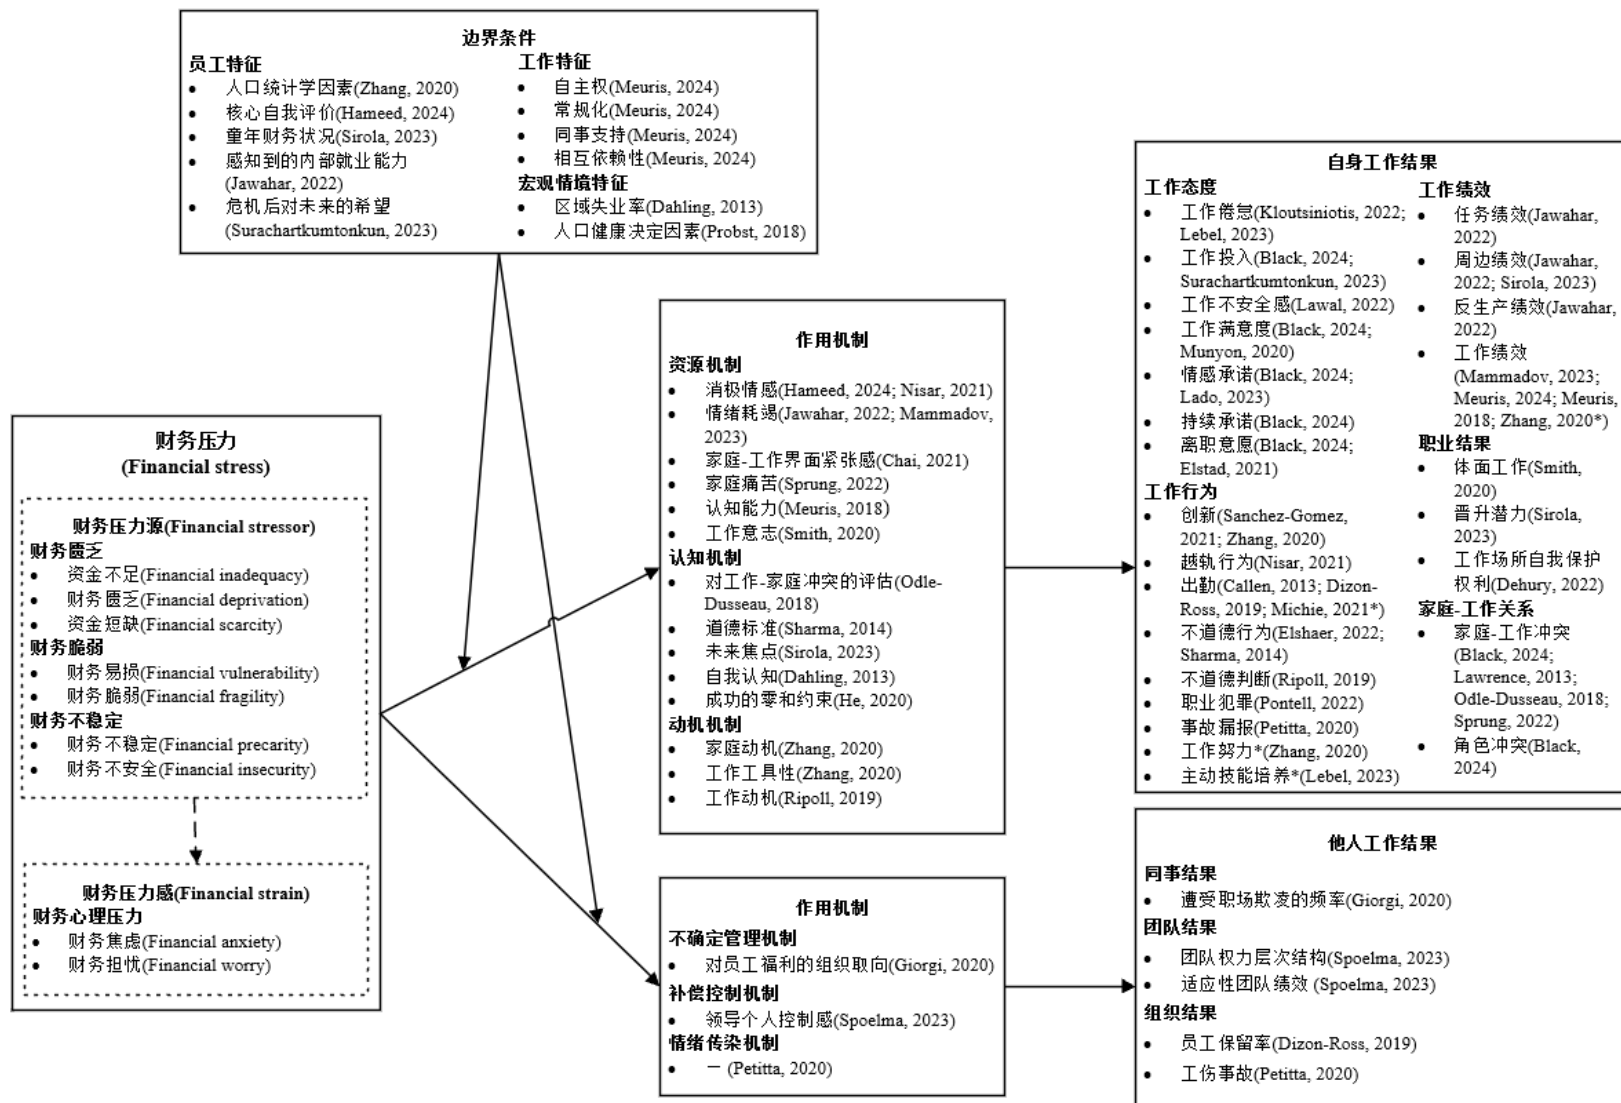 边界条件
员工特征
• 人口统计学因素(Zhang, 2020)
• 核心自我评价(Hameed, 2024)
• 童年财务状况(Sirola, 2023)
• 感知到的内部就业能力
(Jawahar, 2022)
• 危机后对未来的希望
(Surachartkumtonkun, 2023)
工作特征
• 自主权(Meuris, 2024)
• 常规化(Meuris, 2024)
• 同事支持(Meuris, 2024)
• 相互依赖性(Meuris, 2024)
宏观情境特征
• 区域失业率(Dahling, 2013)
• 人口健康决定因素(Probst, 2018)
财务压力
(Financial stress)
财务压力源(Financial stressor)
财务匮乏
• 资金不足(Financial inadequacy)
• 财务匮乏(Financial deprivation)
• 资金短缺(Financial scarcity)
财务脆弱
• 财务易损(Financial vulnerability)
• 财务脆弱(Financial fragility)
财务不稳定
• 财务不稳定(Financial precarity)
• 财务不安全(Financial insecurity)
财务压力感(Financial strain)
财务心理压力
• 财务焦虑(Financial anxiety)
• 财务担忧(Financial worry)
作用机制
资源机制
• 消极情感(Hameed, 2024; Nisar, 2021)
• 情绪耗竭(Jawahar, 2022; Mammadov,
2023)
• 家庭-工作界面紧张感(Chai, 2021)
• 家庭痛苦(Sprung, 2022)
• 认知能力(Meuris, 2018)
• 工作意志(Smith, 2020)
认知机制
• 对工作-家庭冲突的评估(Odle-
Dusseau, 2018)
• 道德标准(Sharma, 2014)
• 未来焦点(Sirola, 2023)
• 自我认知(Dahling, 2013)
• 成功的零和约束(He, 2020)
动机机制
• 家庭动机(Zhang, 2020)
• 工作工具性(Zhang, 2020)
• 工作动机(Ripoll, 2019)
作用机制
不确定管理机制
• 对员工福利的组织取向(Giorgi, 2020)
补偿控制机制
• 领导个人控制感(Spoelma, 2023)
情绪传染机制
• — (Petitta, 2020)
自身工作结果
工作态度
• 工作倦怠(Kloutsiniotis, 2022;
Lebel, 2023)
• 工作投入(Black, 2024;
Surachartkumtonkun, 2023)
• 工作不安全感(Lawal, 2022)
• 工作满意度(Black, 2024;
Munyon, 2020)
• 情感承诺(Black, 2024;
Lado, 2023)
• 持续承诺(Black, 2024)
• 离职意愿(Black, 2024;
Elstad, 2021)
工作行为
• 创新(Sanchez-Gomez,
2021; Zhang, 2020)
• 越轨行为(Nisar, 2021)
• 出勤(Callen, 2013; Dizon-
Ross, 2019; Michie, 2021*)
• 不道德行为(Elshaer, 2022;
Sharma, 2014)
• 不道德判断(Ripoll, 2019)
• 职业犯罪(Pontell, 2022)
• 事故漏报(Petitta, 2020)
• 工作努力*(Zhang, 2020)
• 主动技能培养*(Lebel, 2023)
工作绩效
• 任务绩效(Jawahar,
2022)
• 周边绩效(Jawahar,
2022; Sirola, 2023)
• 反生产绩效(Jawahar,
2022)
• 工作绩效
(Mammadov, 2023;
Meuris, 2024; Meuris,
2018; Zhang, 2020*)
职业结果
• 体面工作(Smith,
2020)
• 晋升潜力(Sirola,
2023)
• 工作场所自我保护
权利(Dehury, 2022)
家庭-工作关系
• 家庭-工作冲突
(Black, 2024;
Lawrence, 2013;
Odle-Dusseau, 2018;
Sprung, 2022)
• 角色冲突(Black,
2024)
他人工作结果
同事结果
• 遭受职场欺凌的频率(Giorgi, 2020)
团队结果
• 团队权力层次结构(Spoelma, 2023)
• 适应性团队绩效 (Spoelma, 2023)
组织结果
• 员工保留率(Dizon-Ross, 2019)
• 工伤事故(Petitta, 2020)